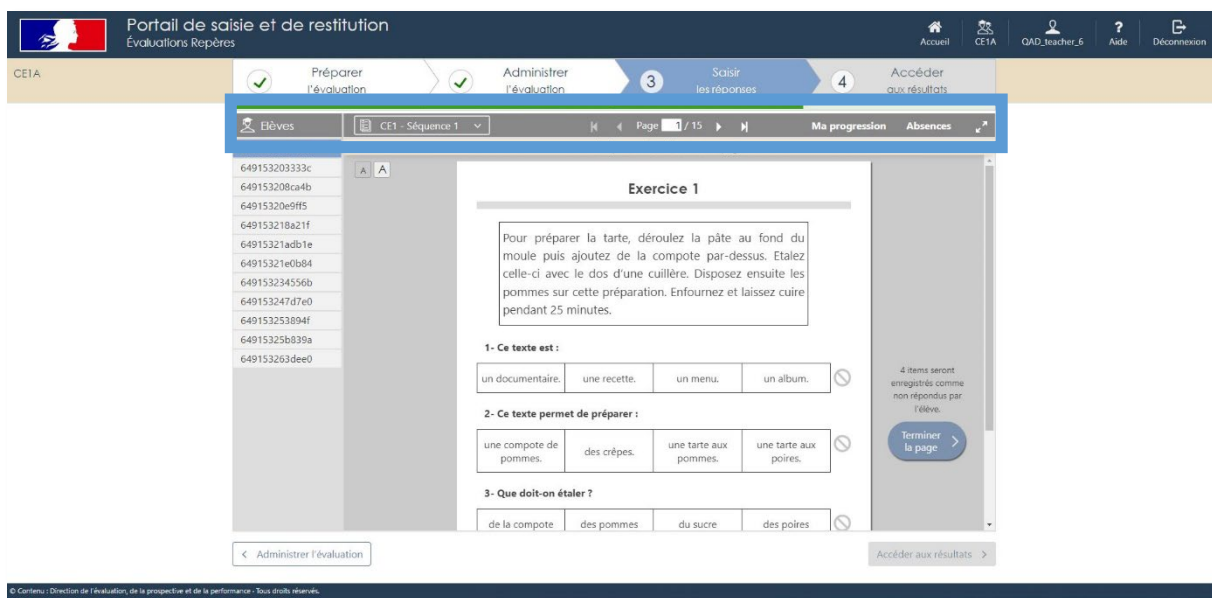 Portail de saisie et de restitution
Évaluations Repères
Accueil
CE1A
QAD_teacher_6
? Aide
Déconnexion
CE1A
Préparer
l'évaluation
Administrer
l'évaluation
3
Saisir
les réponses
4
Accéder
aux résultats
Elèves
CE1 - Séquence 1
Page 1 / 15
Ma progression
Absences
649153203333c
649153208ca4b
64915320e9ff5
649153218a21f
64915321adb1e
64915321e0b84
649153234556b
649153247d7e0
649153253894f
64915325b839a
649153263dee0
A A
Exercice 1
Pour préparer la tarte, déroulez la pâte au fond du
moule puis ajoutez de la compote par-dessus. Etalez
celle-ci avec le dos d'une cuillère. Disposez ensuite les
pommes sur cette préparation. Enfournez et laissez cuire
pendant 25 minutes.
1- Ce texte est :
un documentaire. une recette. un menu. un album.
2- Ce texte permet de préparer :
une compote de pommes. des crêpes. une tarte aux pommes. une tarte aux poires.
3- Que doit-on étaler ?
de la compote des pommes du sucre des poires
4 items seront
enregistrés comme
non répondus par
l'élève.
Terminer
la page
Administrer l'évaluation
Accéder aux résultats
© Contenu : Direction de l'évaluation, de la prospective et de la performance - Tous droits réservés.